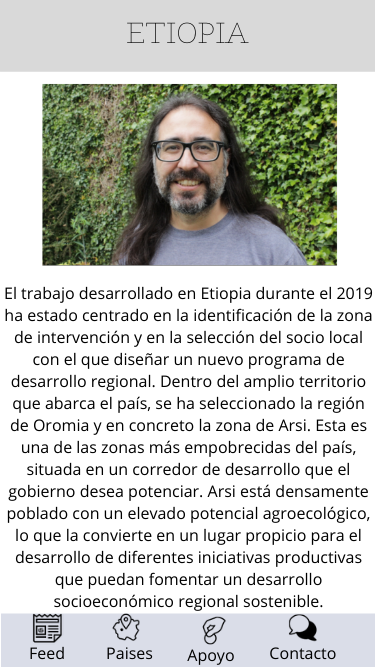 ETIOPIA
El trabajo desarrollado en Etiopia durante el 2019
ha estado centrado en la identificación de la zona
de intervención y en la selección del socio local
con el que diseñar un nuevo programa de
desarrollo regional. Dentro del amplio territorio
que abarca el país, se ha seleccionado la región
de Oromia y en concreto la zona de Arsi. Esta es
una de las zonas más empobrecidas del país,
situada en un corredor de desarrollo que el
gobierno desea potenciar. Arsi está densamente
poblado con un elevado potencial agroecológico,
lo que la convierte en un lugar propicio para el
desarrollo de diferentes iniciativas productivas
que puedan fomentar un desarrollo
socioeconómico regional sostenible.
Feed Paises Apoyo Contacto